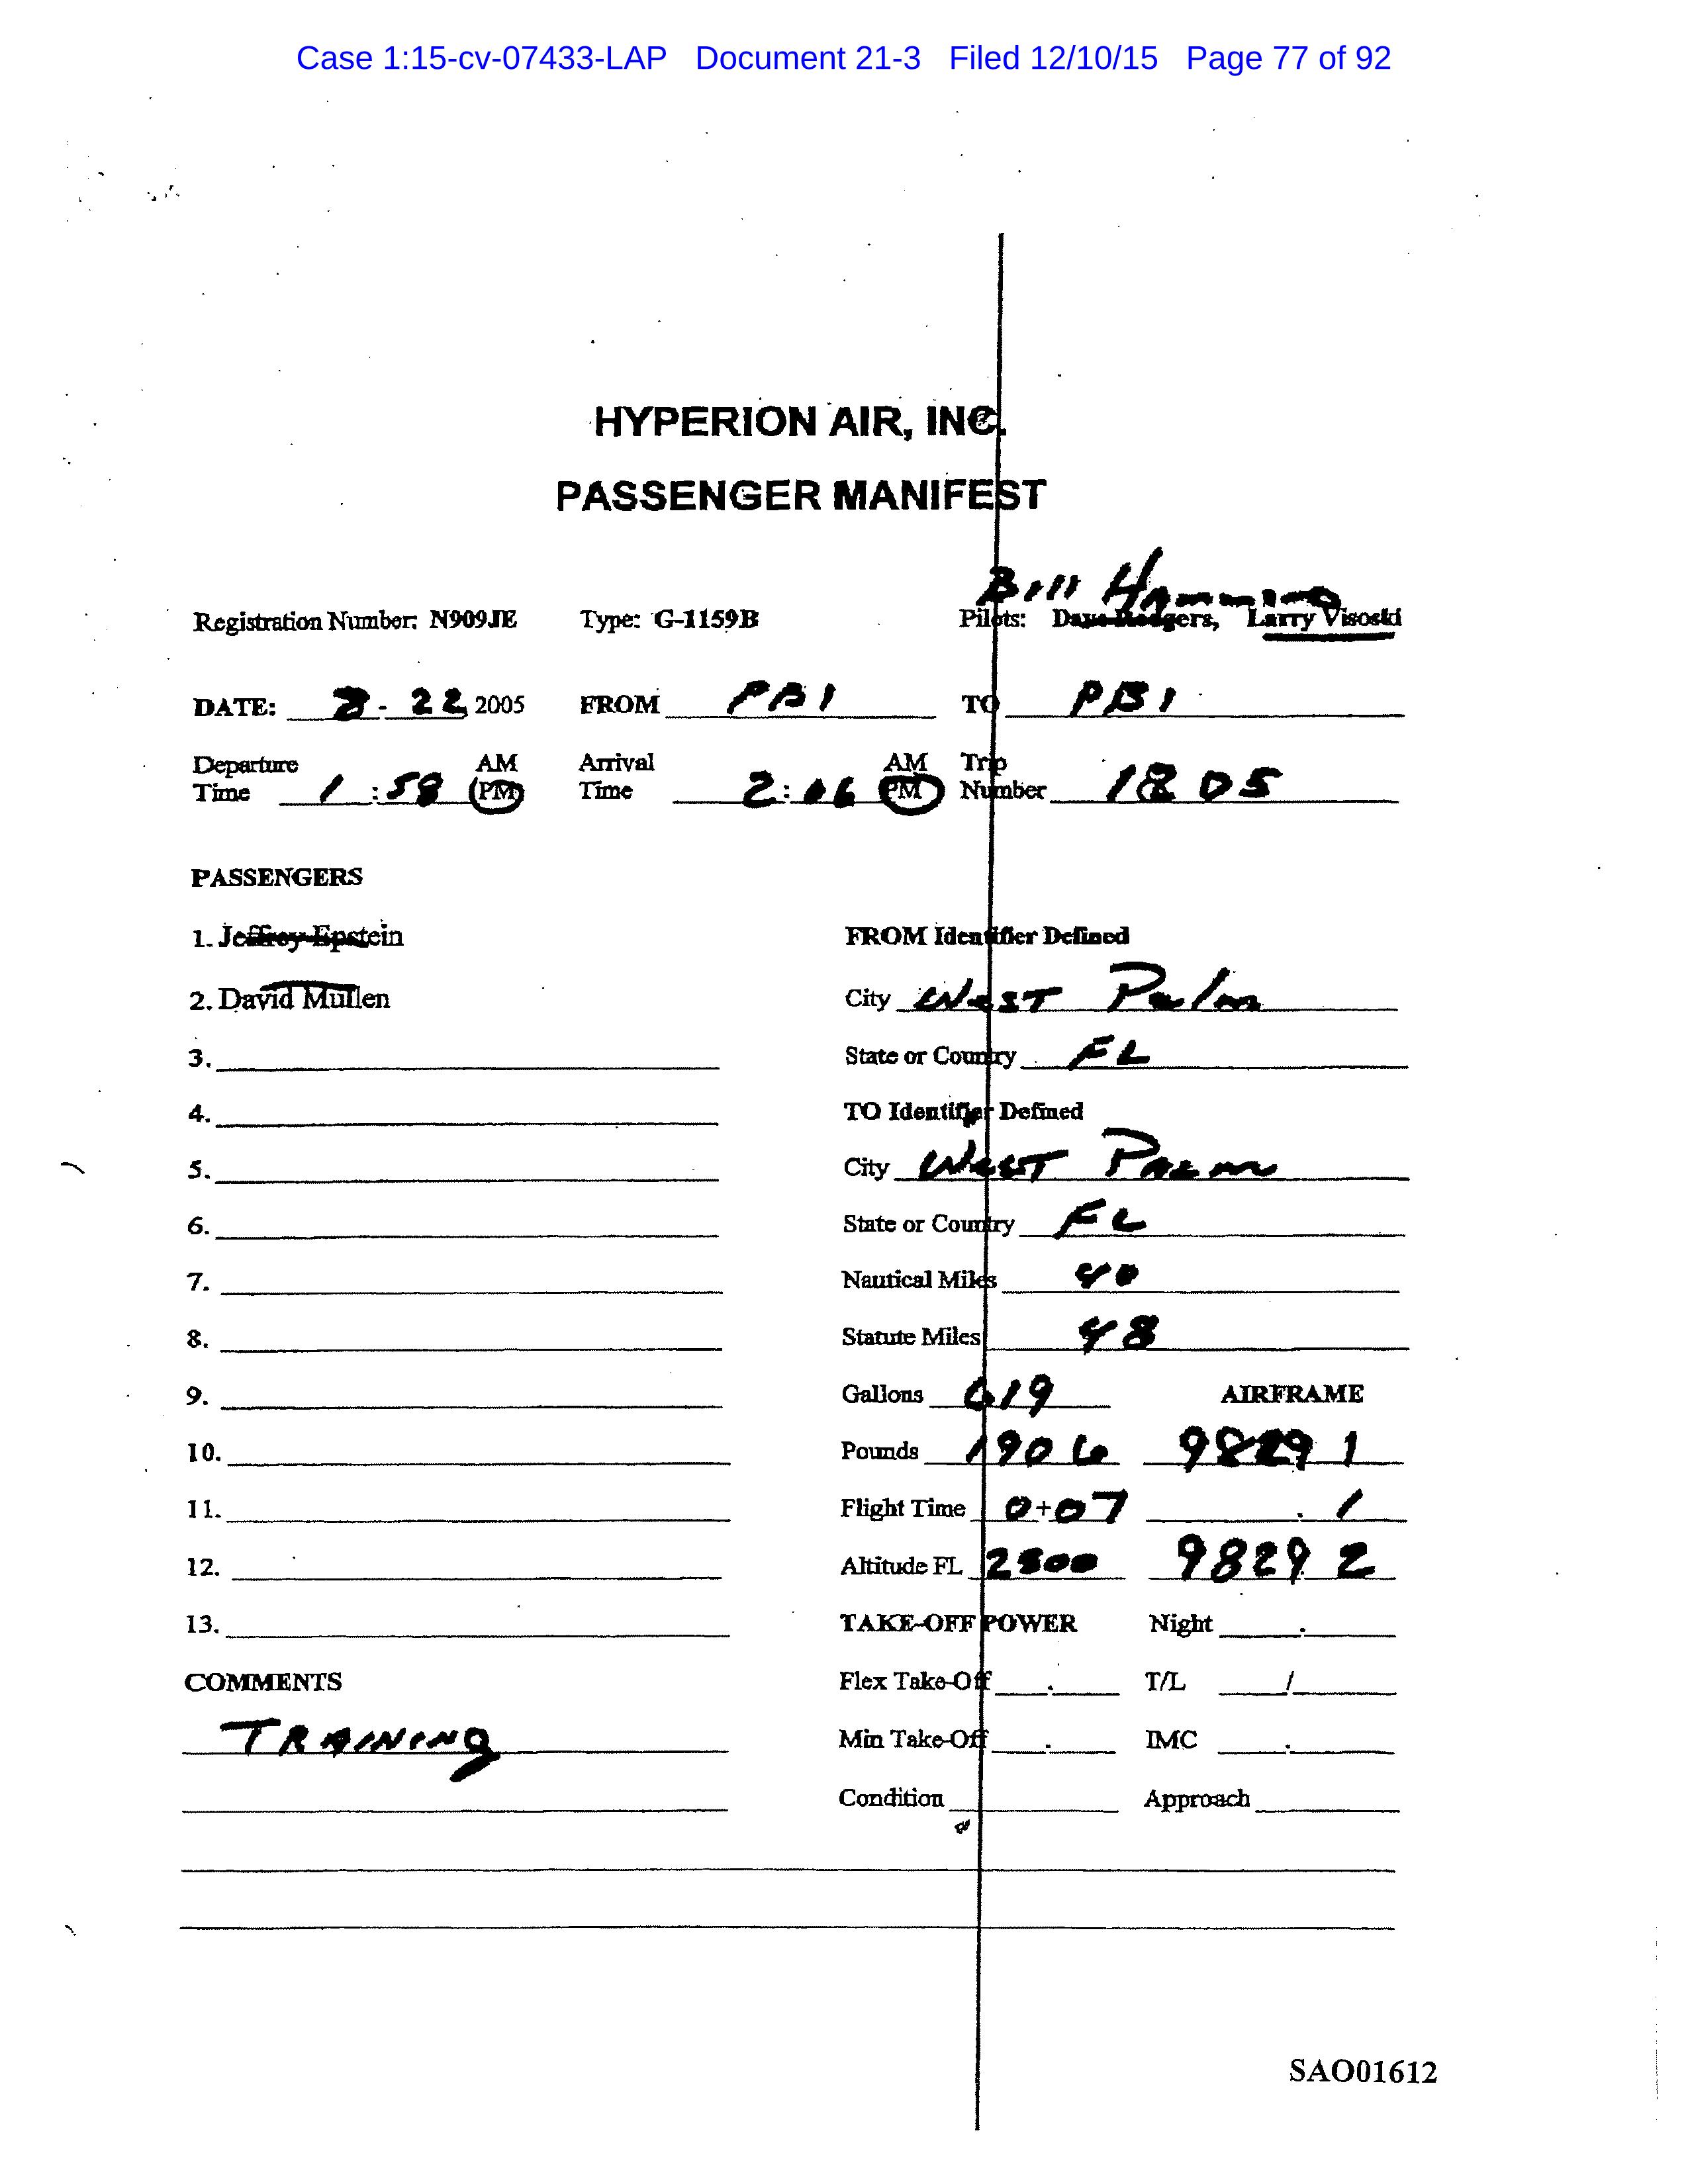 Case 1:15-cv-07433-LAP Document 21-3 Filed 12/10/15 Page 77 of 92
HYPERION AIR, INC.
PASSENGER MANIFEST
Bill Hammond
Registration Number: N909JE Type: G-1159B Pilots: Dave Rodgers, Larry Visoski
DATE: 8-22 2005 FROM PBI TO PBI
Departure AM Arrival AM Trip
Time 1:58 PM Time 2:06 PM Number 1805
PASSENGERS
1. Jeffrey Epstein FROM Identifier Defined
2. David Mullen City West Palm
3. State or Country FL
4. TO Identifier Defined
5. City West Palm
6. State or Country FL
7. Nautical Miles 40
8. Statute Miles 48
9. Gallons 619 AIRFRAME
10. Pounds 1906 9829 1
11. Flight Time 0+07 . 1
12. Altitude FL 2500 9829 2
13. TAKE-OFF POWER Night .
COMMENTS Flex Take-Off . T/L /
TRAINING Min Take-Off . IMC .
Condition Approach
SAO01612